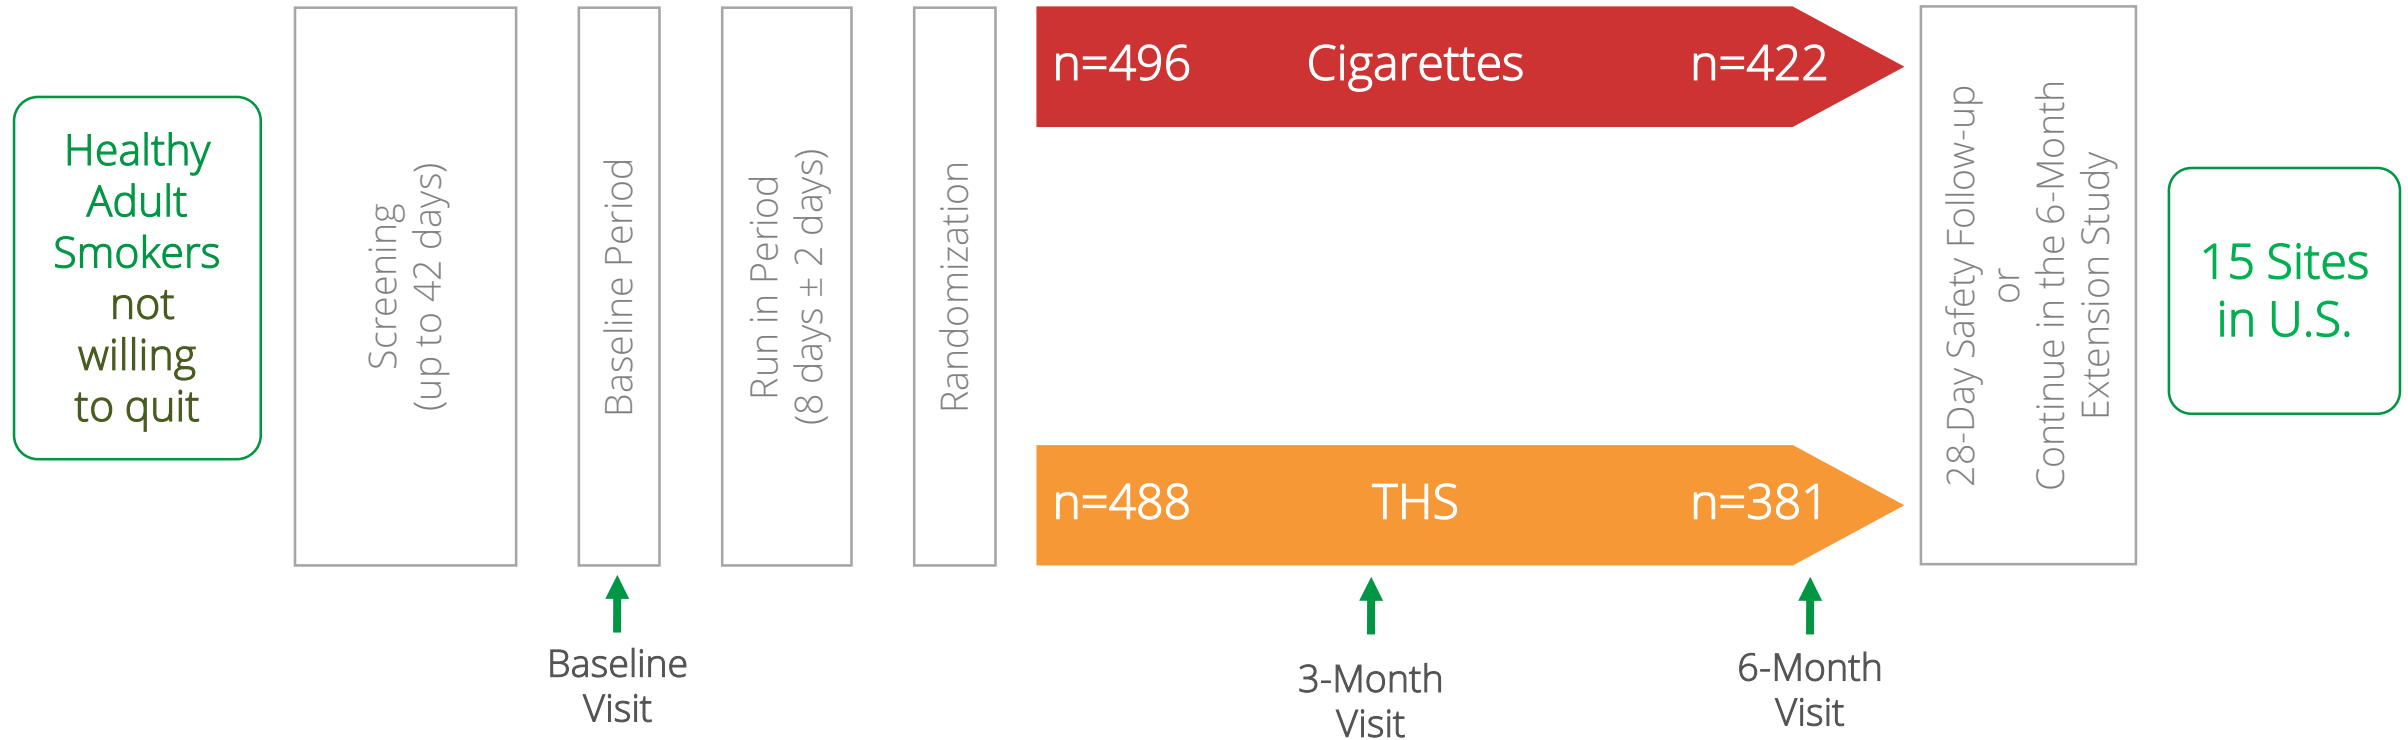 Healthy
Adult
Smokers
not
willing
to quit
Screening
(up to 42 days)
Baseline Period
Run in Period
(8 days ± 2 days)
Randomization
n=496 Cigarettes n=422
n=488 THS n=381
28-Day Safety Follow-up
or
Continue in the 6-Month
Extension Study
15 Sites
in U.S.
Baseline
Visit
3-Month
Visit
6-Month
Visit